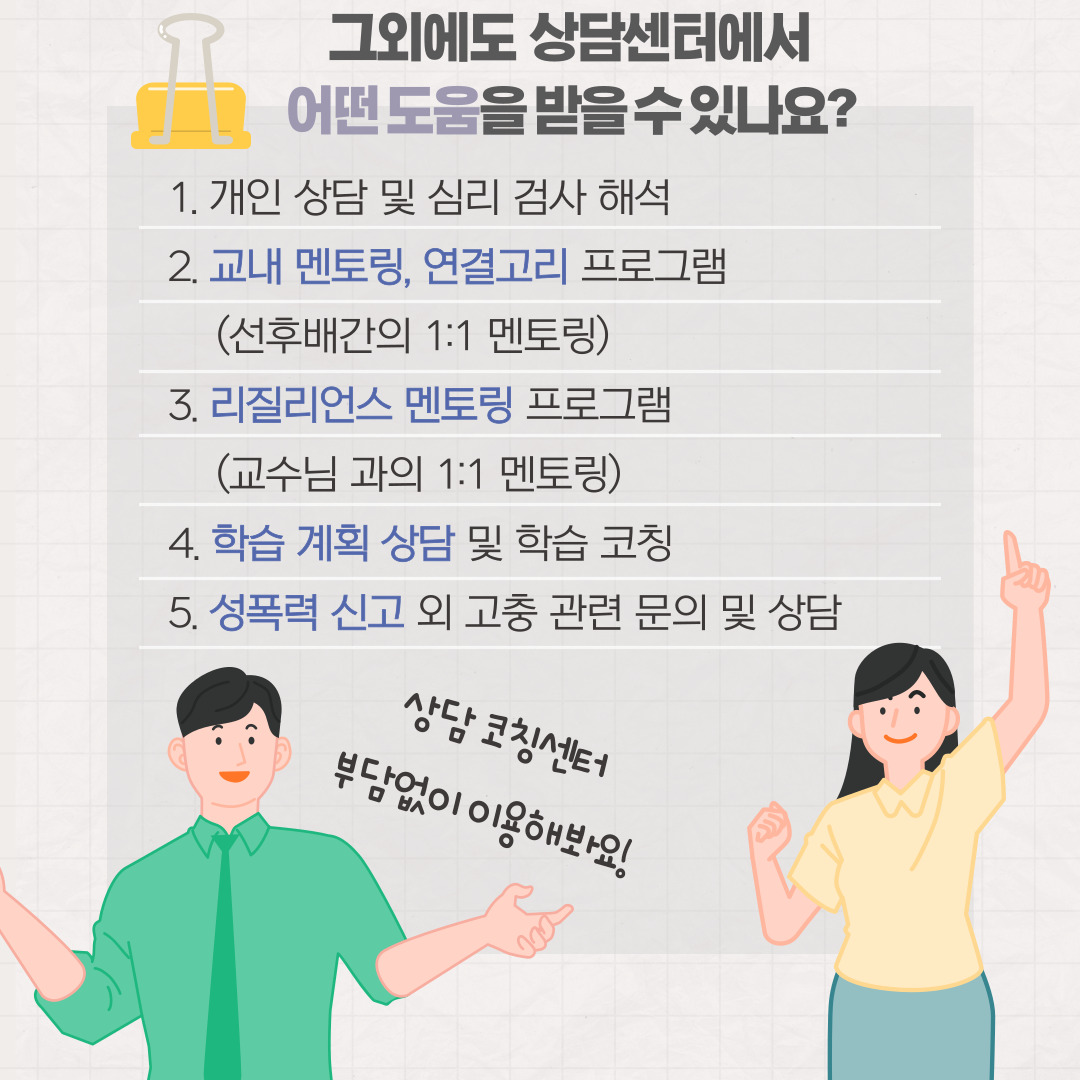 그외에도 상담센터에서
어떤 도움을 받을 수 있나요?
1. 개인 상담 및 심리 검사 해석
2. 교내 멘토링, 연결고리 프로그램
(선후배간의 1:1 멘토링)
3. 리질리언스 멘토링 프로그램
(교수님 과의 1:1 멘토링)
4. 학습 계획 상담 및 학습 코칭
5. 성폭력 신고 외 고충 관련 문의 및 상담
상담 코칭센터
부담없이 이용해봐요!